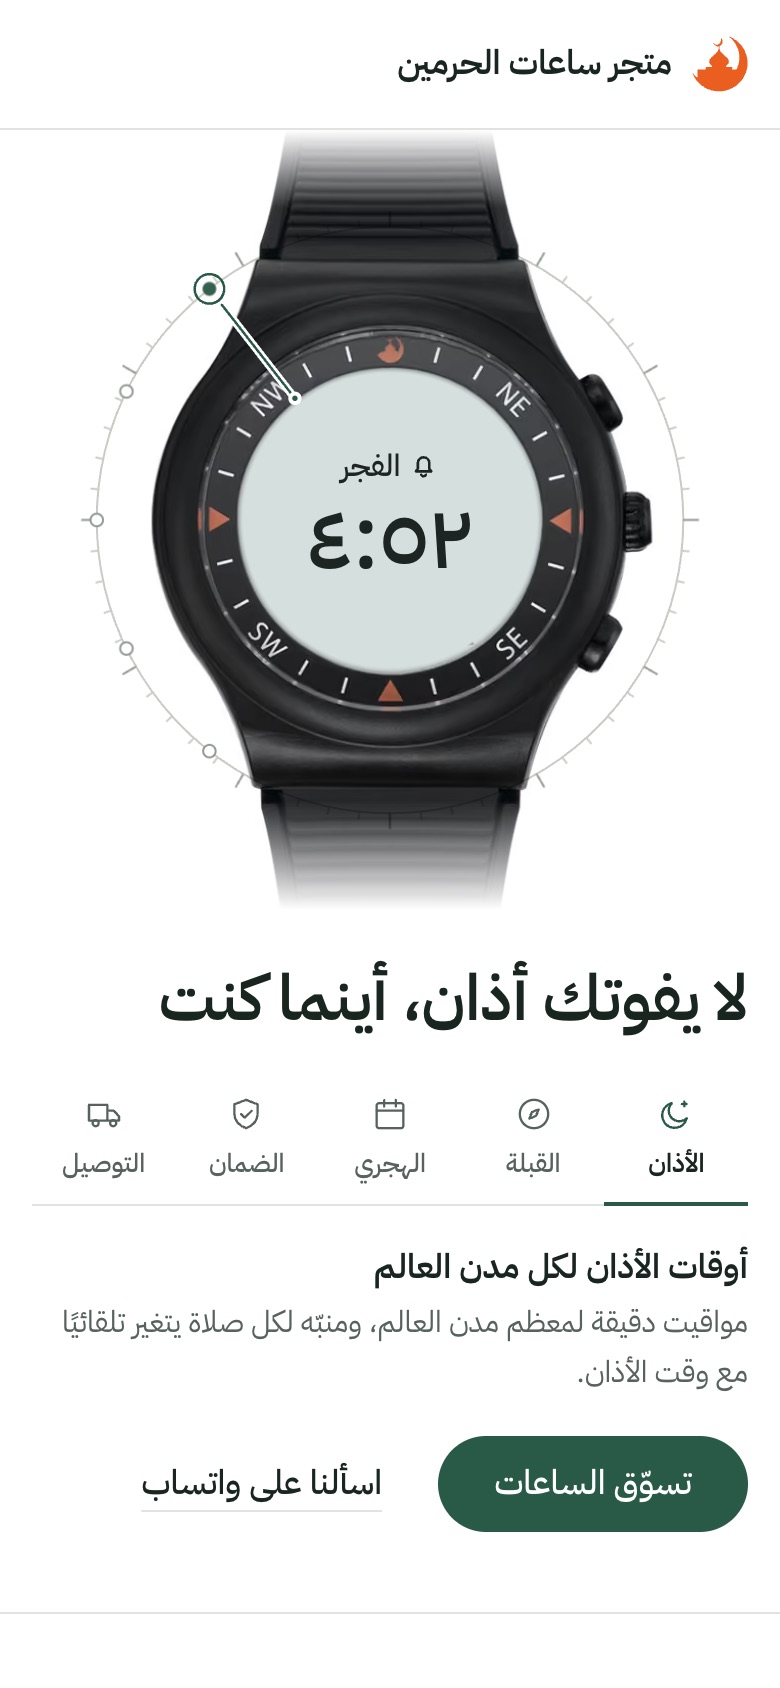 متجر ساعات الحرمين
NW
NE
الفجر
٤:٥٢
SW
SE
لا يفوتك أذان، أينما كنت
الأذان
القبلة
الهجري
الضمان
التوصيل
أوقات الأذان لكل مدن العالم
مواقيت دقيقة لمعظم مدن العالم، ومنبّه لكل صلاة يتغير تلقائيًا
مع وقت الأذان.
تسوّق الساعات
اسألنا على واتساب